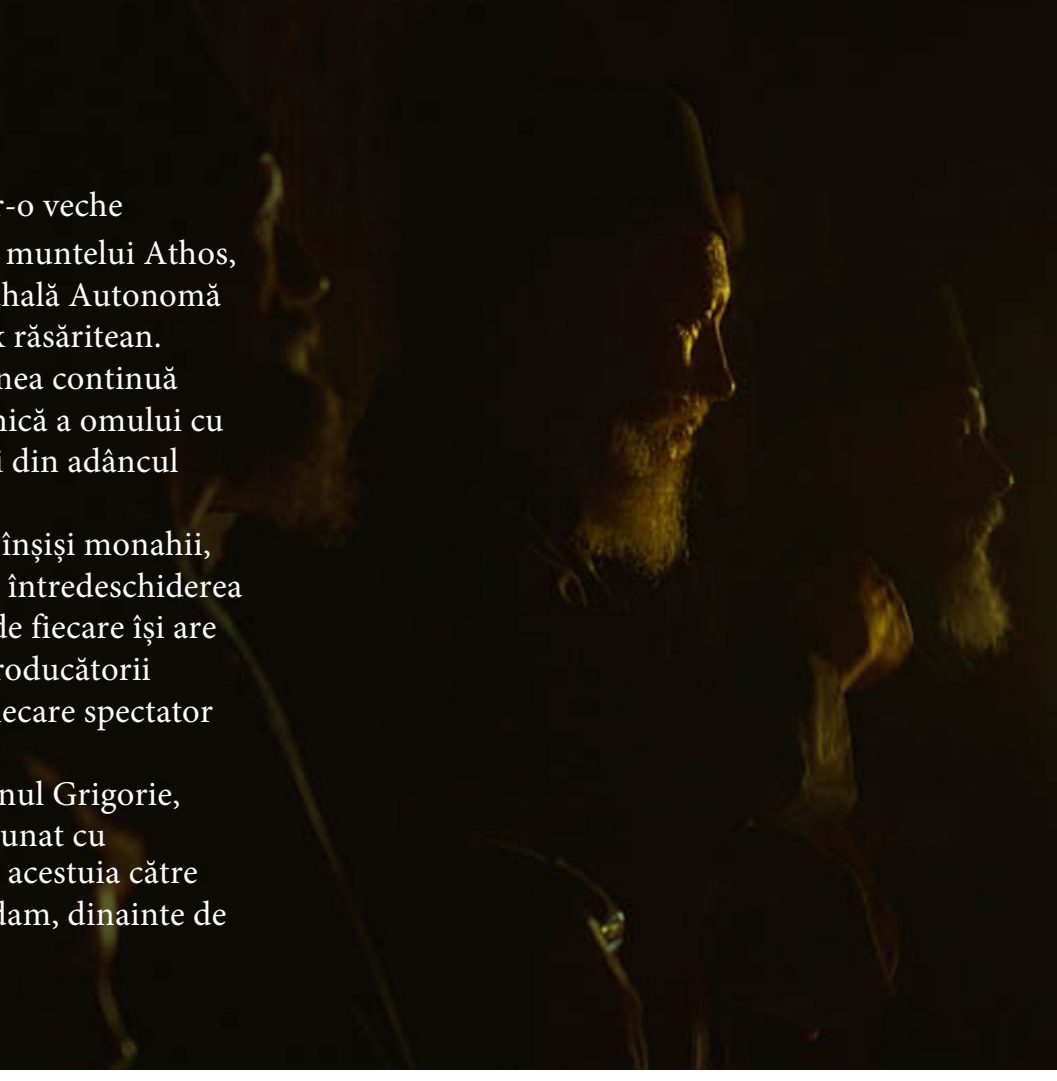 r-o veche
muntelui Athos,
hală Autonomă
răsăritean.
nea continuă
nică a omului cu
i din adâncul
înșiși monahii,
întredeschiderea
de fiecare își are
roducătorii
iecare spectator
nul Grigorie,
unat cu
acestuia către
dam, dinainte de